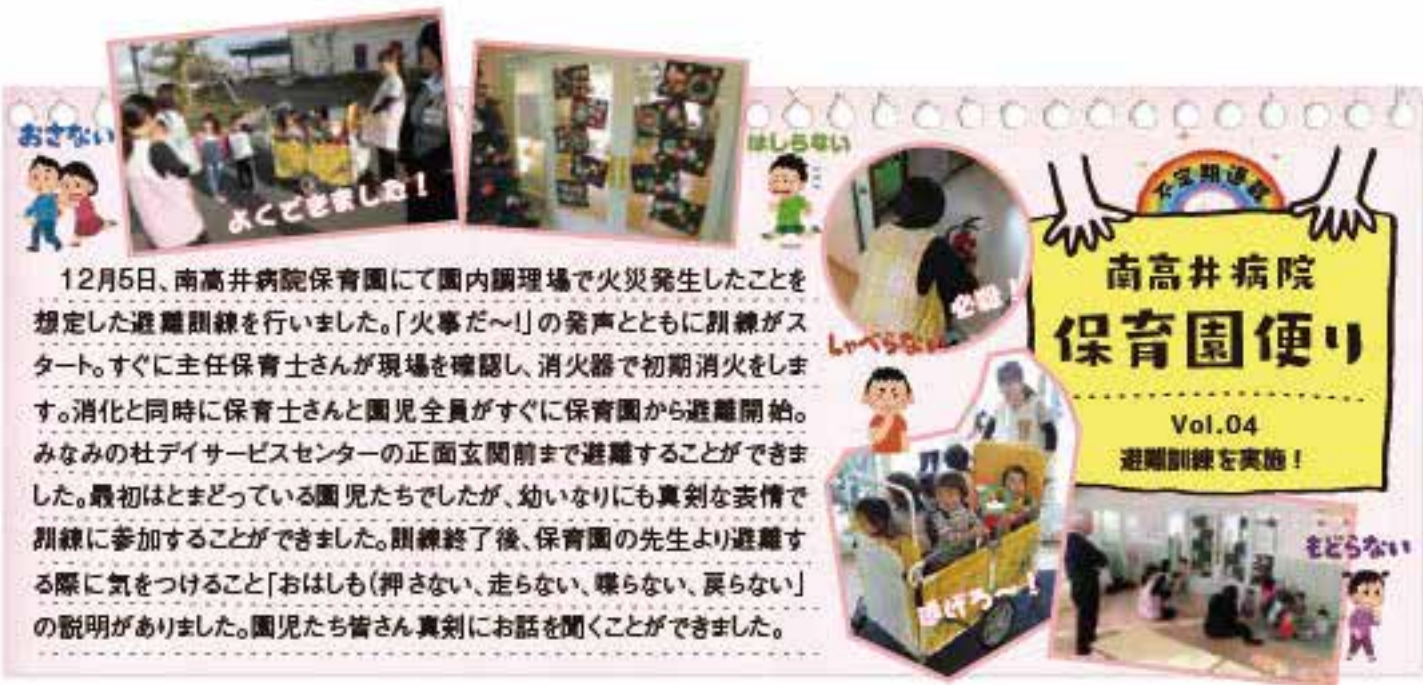 おさない
よくできました！
はしらない
12月5日、南高井病院保育園にて園内調理場で火災発生したことを
想定した避難訓練を行いました。「火事だ〜！」の発声とともに訓練がス
タート。すぐに主任保育士さんが現場を確認し、消火器で初期消火をしま
す。消化と同時に保育士さんと園児全員がすぐに保育園から避難開始。
みなみの杜デイサービスセンターの正面玄関前まで避難することができま
した。最初はとまどっている園児たちでしたが、幼いなりにも真剣な表情で
訓練に参加することができました。訓練終了後、保育園の先生より避難す
る際に気をつけること「おはしも(押さない、走らない、喋らない、戻らない」
の説明がありました。園児たち皆さん真剣にお話を聞くことができました。
しゃべらない
逃げろ〜！
不定期連載
南高井病院
保育園便り
Vol.04
避難訓練を実施！
もどらない